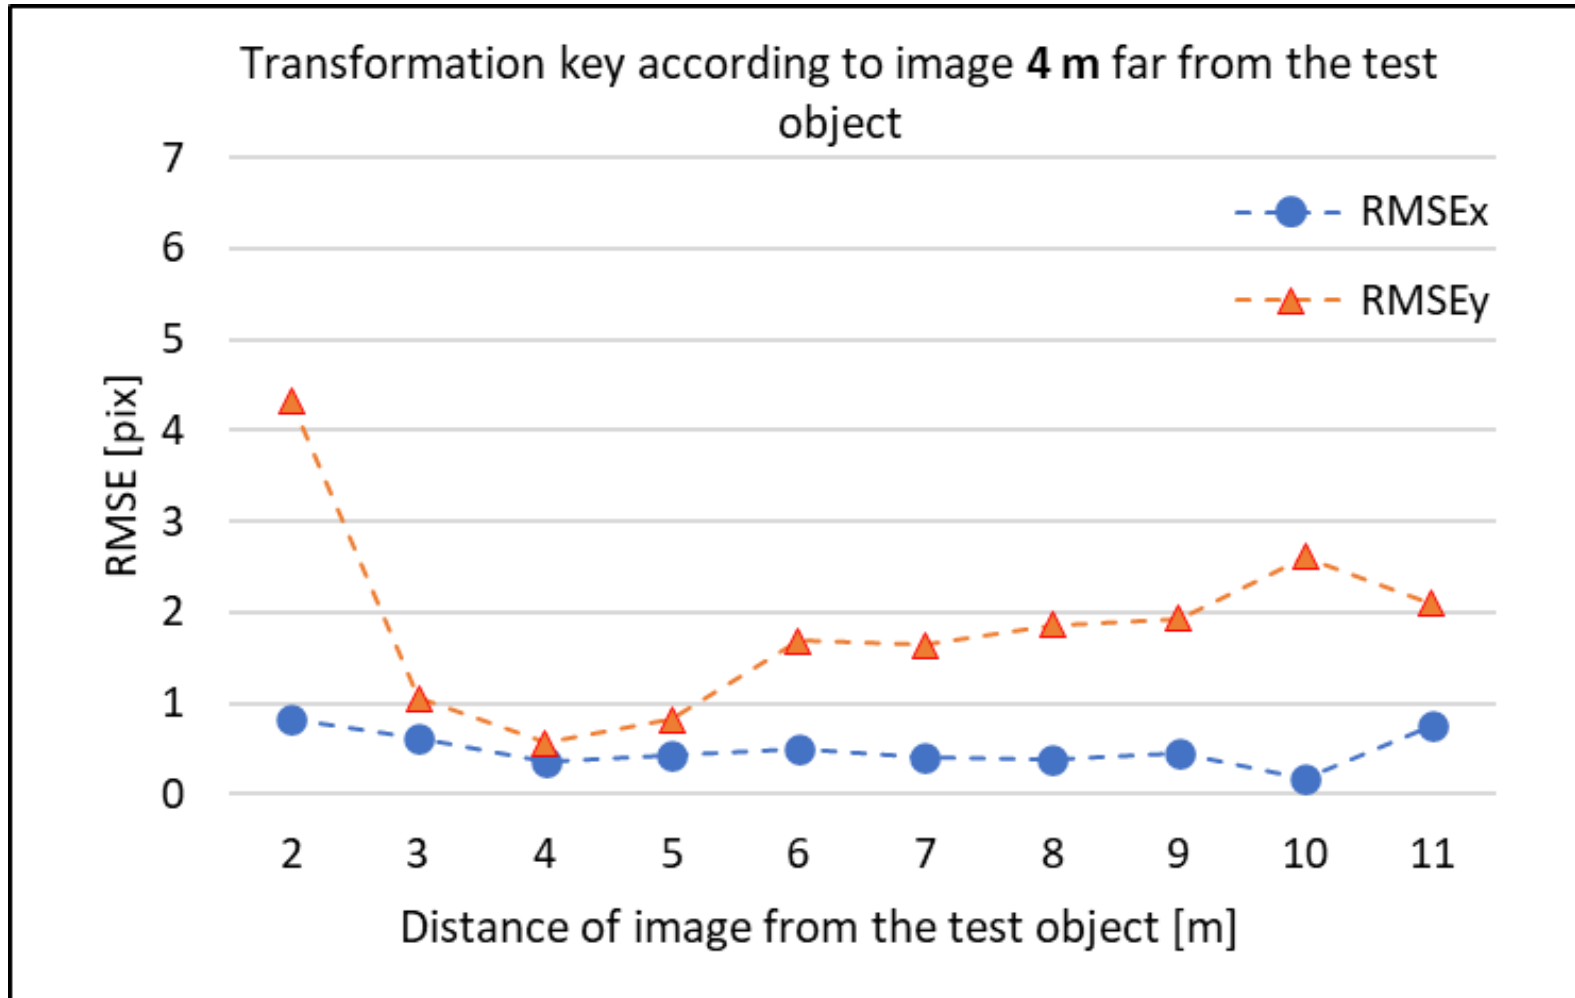 Transformation key according to image 4 m far from the test
object
7
6
5
4
3
2
1
0
RMSE [pix]
RMSEx
RMSEy
2 3 4 5 6 7 8 9 10 11
Distance of image from the test object [m]